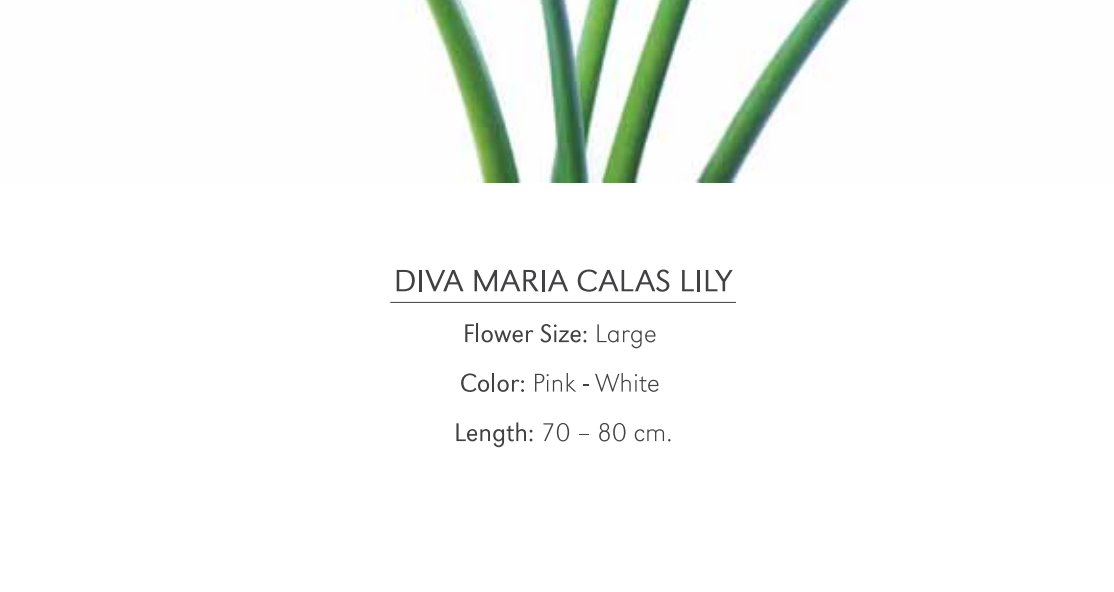 DIVA MARIA CALAS LILY
Flower Size: Large
Color: Pink - White
Length: 70 – 80 cm.